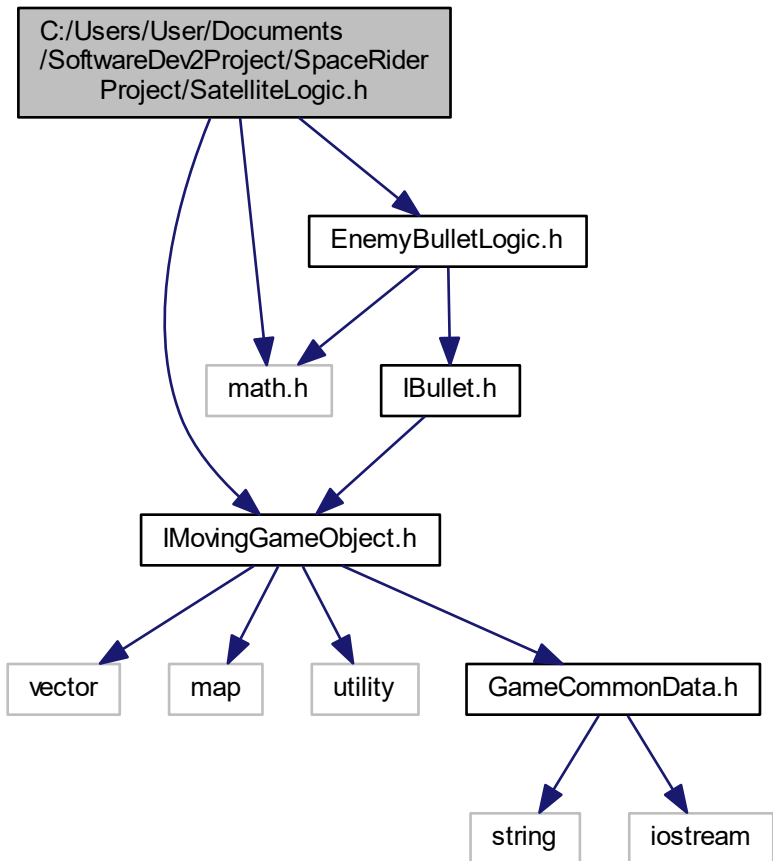 C:/Users/User/Documents
/SoftwareDev2Project/SpaceRider
Project/SatelliteLogic.h
EnemyBulletLogic.h
math.h
IBullet.h
IMovingGameObject.h
vector
map
utility
GameCommonData.h
string
iostream